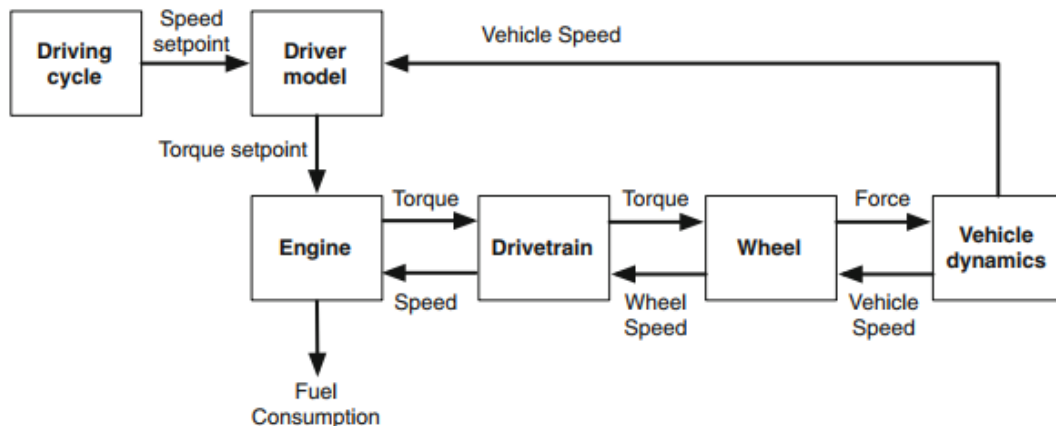 Driving
cycle
Speed
setpoint
Driver
model
Vehicle Speed
Torque setpoint
Engine
Torque
Speed
Drivetrain
Torque
Wheel
Speed
Wheel
Force
Vehicle
Speed
Vehicle
dynamics
Fuel
Consumption